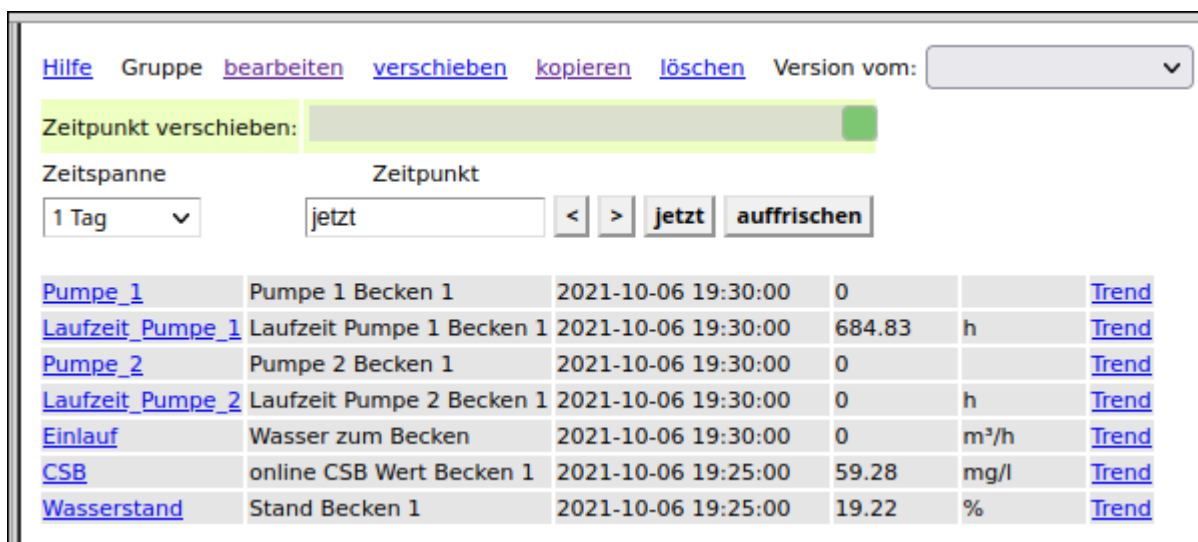 Hilfe Gruppe bearbeiten verschieben kopieren löschen Version vom:
Zeitpunkt verschieben:
Zeitspanne Zeitpunkt
1 Tag jetzt < > jetzt auffrischen
Pumpe_1 Pumpe 1 Becken 1 2021-10-06 19:30:00 0 Trend
Laufzeit_Pumpe_1 Laufzeit Pumpe 1 Becken 1 2021-10-06 19:30:00 684.83 h Trend
Pumpe_2 Pumpe 2 Becken 1 2021-10-06 19:30:00 0 Trend
Laufzeit_Pumpe_2 Laufzeit Pumpe 2 Becken 1 2021-10-06 19:30:00 0 h Trend
Einlauf Wasser zum Becken 2021-10-06 19:30:00 0 m³/h Trend
CSB online CSB Wert Becken 1 2021-10-06 19:25:00 59.28 mg/l Trend
Wasserstand Stand Becken 1 2021-10-06 19:25:00 19.22 % Trend